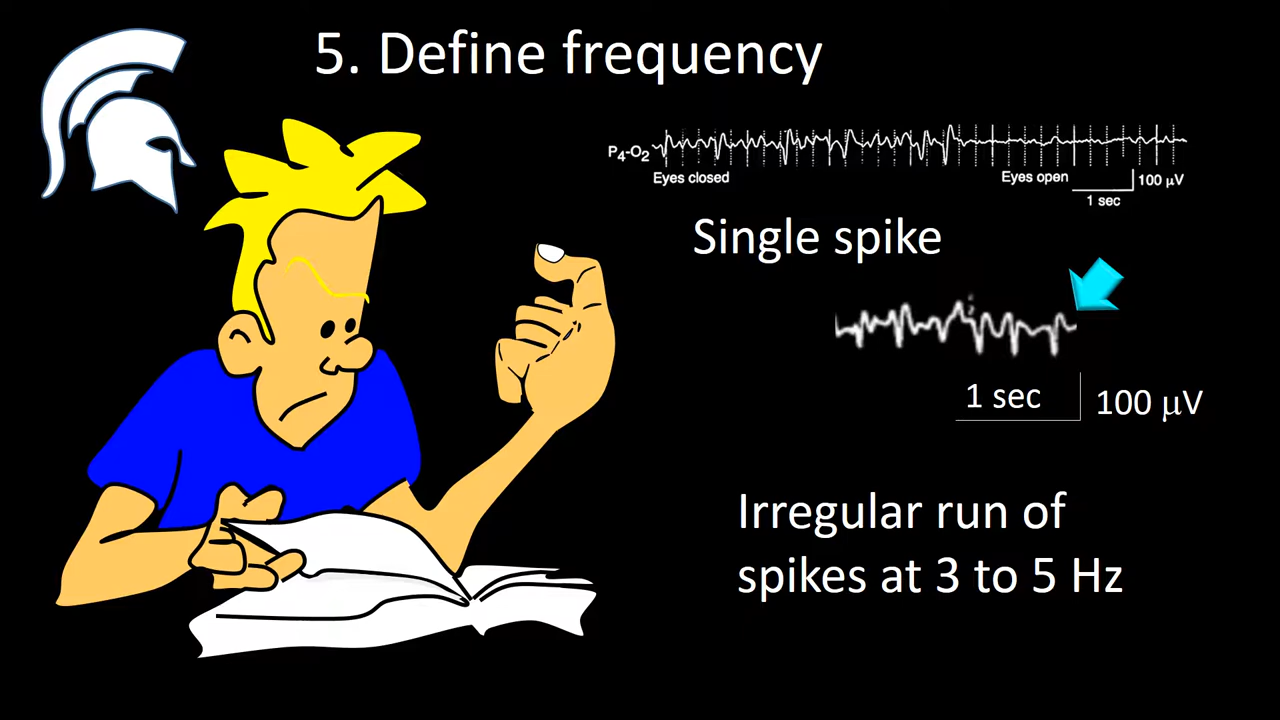 5. Define frequency
P4-O2
Eyes closed
Eyes open
100 µV
1 sec
Single spike
1 sec
100 µV
Irregular run of
spikes at 3 to 5 Hz